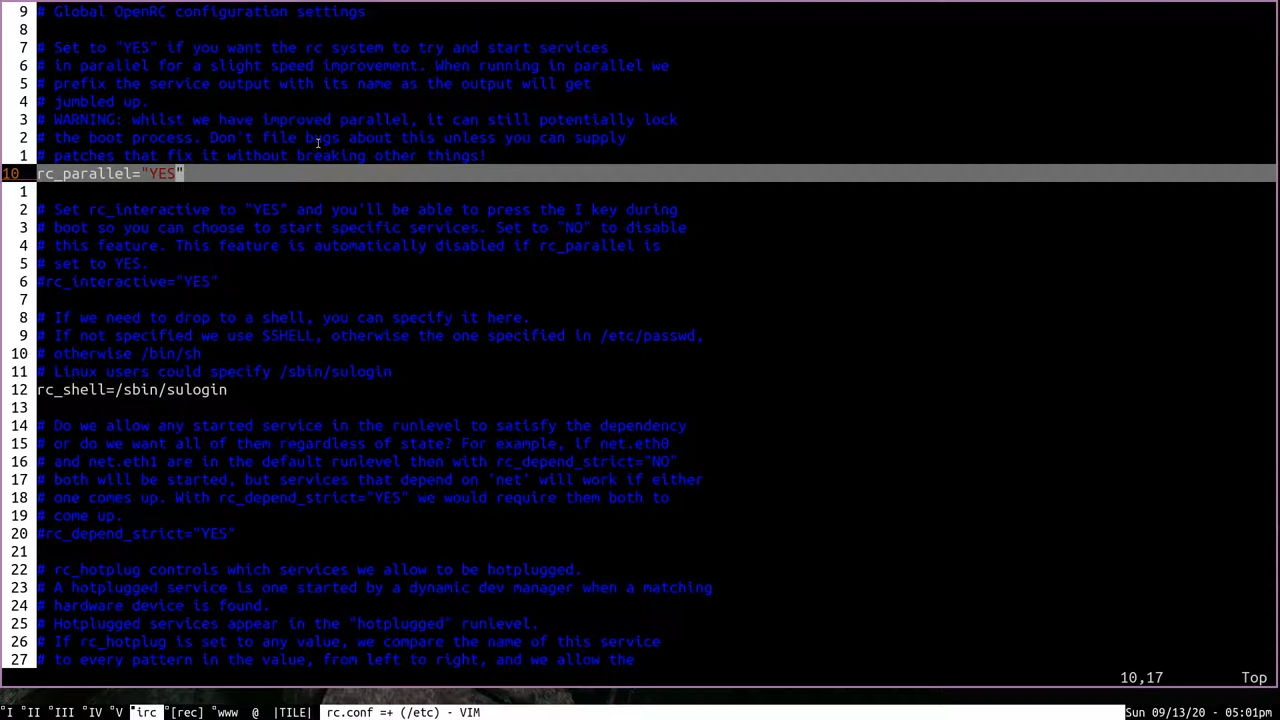 9 # Global OpenRC configuration settings
8
7 # Set to "YES" if you want the rc system to try and start services
6 # in parallel for a slight speed improvement. When running in parallel we
5 # prefix the service output with its name as the output will get
4 # jumbled up.
3 # WARNING: whilst we have improved parallel, it can still potentially lock
2 # the boot process. Don't file bugs about this unless you can supply
1 # patches that fix it without breaking other things!
10 rc_parallel="YES"
1
2 # Set rc_interactive to "YES" and you'll be able to press the I key during
3 # boot so you can choose to start specific services. Set to "NO" to disable
4 # this feature. This feature is automatically disabled if rc_parallel is
5 # set to YES.
6 #rc_interactive="YES"
7
8 # If we need to drop to a shell, you can specify it here.
9 # If not specified we use $SHELL, otherwise the one specified in /etc/passwd,
10 # otherwise /bin/sh
11 # Linux users could specify /sbin/sulogin
12 rc_shell=/sbin/sulogin
13
14 # Do we allow any started service in the runlevel to satisfy the dependency
15 # or do we want all of them regardless of state? For example, if net.eth0
16 # and net.eth1 are in the default runlevel then with rc_depend_strict="NO"
17 # both will be started, but services that depend on 'net' will work if either
18 # one comes up. With rc_depend_strict="YES" we would require them both to
19 # come up.
20 #rc_depend_strict="YES"
21
22 # rc_hotplug controls which services we allow to be hotplugged.
23 # A hotplugged service is one started by a dynamic dev manager when a matching
24 # hardware device is found.
25 # Hotplugged services appear in the "hotplugged" runlevel.
26 # If rc_hotplug is set to any value, we compare the name of this service
27 # to every pattern in the value, from left to right, and we allow the
10,17 Top
°I °II °III °IV °V °irc °[rec] °www @ |TILE| rc.conf =+ (/etc) - VIM Sun 09/13/20 - 05:01pm